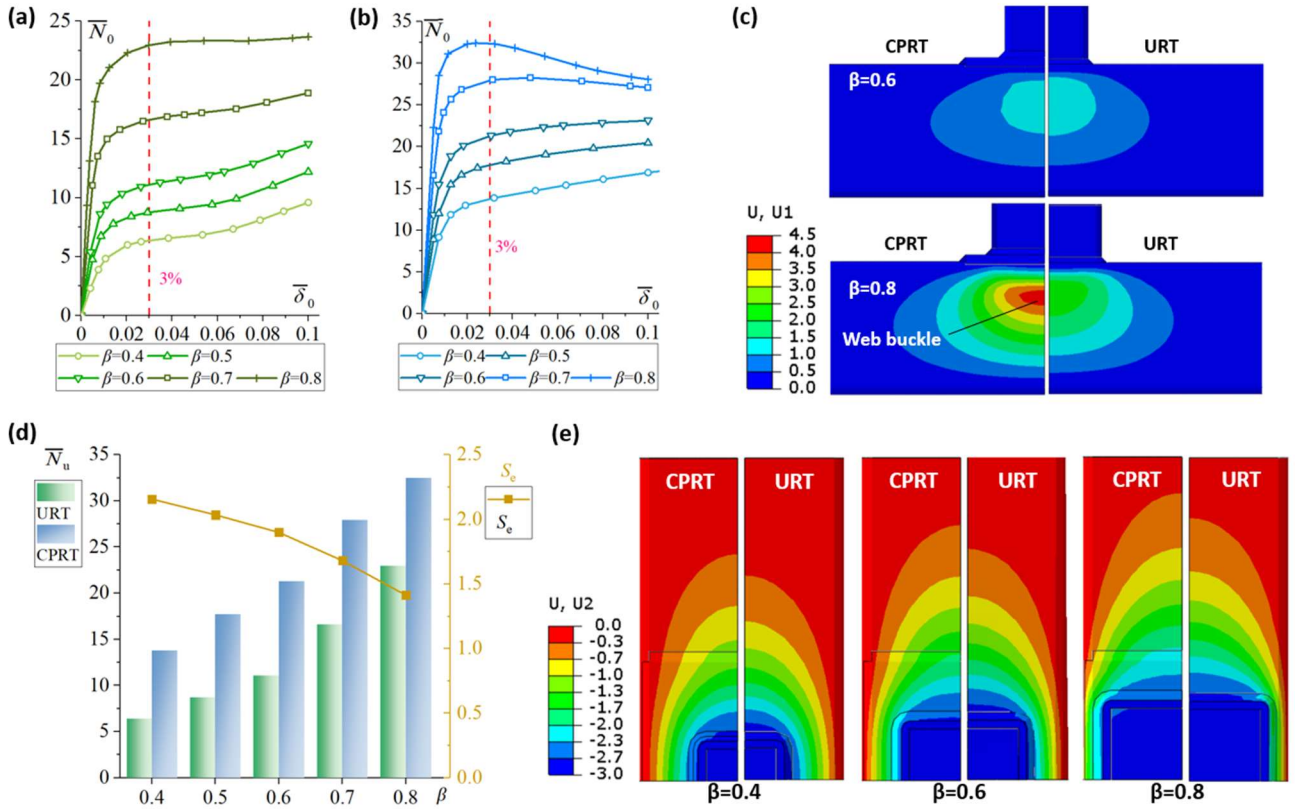 (a)
N̅₀
25
20
15
10
5
0
0 0.02 0.04 0.06 0.08 0.1
3%
δ̅₀
β=0.4 β=0.5
β=0.6 β=0.7 β=0.8
(b)
N̅₀
35
30
25
20
15
10
5
0
0 0.02 0.04 0.06 0.08 0.1
3%
δ̅₀
β=0.4 β=0.5
β=0.6 β=0.7 β=0.8
(c)
CPRT URT
β=0.6
U, U1
4.5
4.0
3.5
3.0
2.5
2.0
1.5
1.0
0.5
0.0
CPRT URT
β=0.8
Web buckle
(d)
N̅ᵤ
35
30
25
20
15
10
5
0
URT
CPRT
0.4 0.5 0.6 0.7 0.8 β
2.5
2.0
1.5
1.0
0.5
0.0
Sₑ
Sₑ
(e)
CPRT URT
CPRT URT
CPRT URT
U, U2
0.0
-0.3
-0.7
-1.0
-1.3
-1.7
-2.0
-2.3
-2.7
-3.0
β=0.4 β=0.6 β=0.8